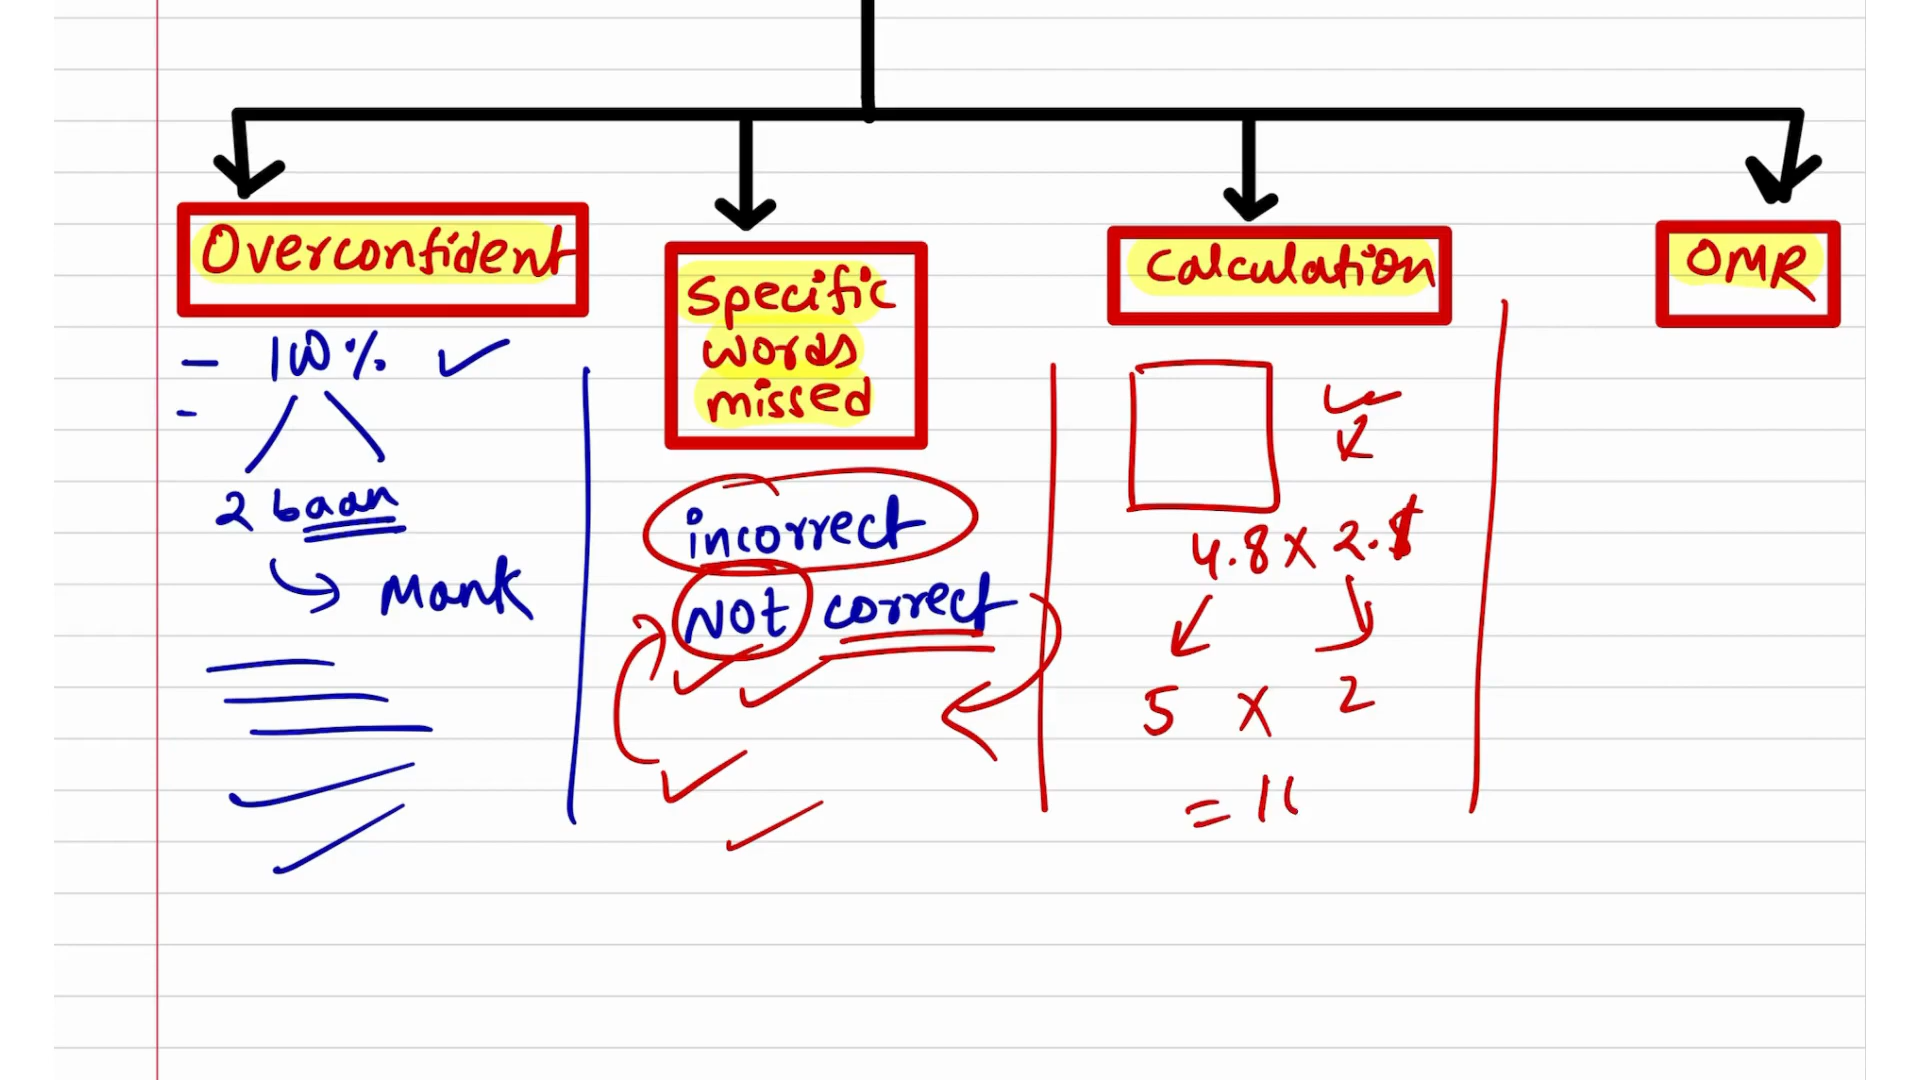 Overconfident
- 100% ✓
-
2 baar
→ Mark
Specific
words
missed
incorrect
NOT correct
Calculation
4.8 x 2.
5 x 2
= 11
OMR